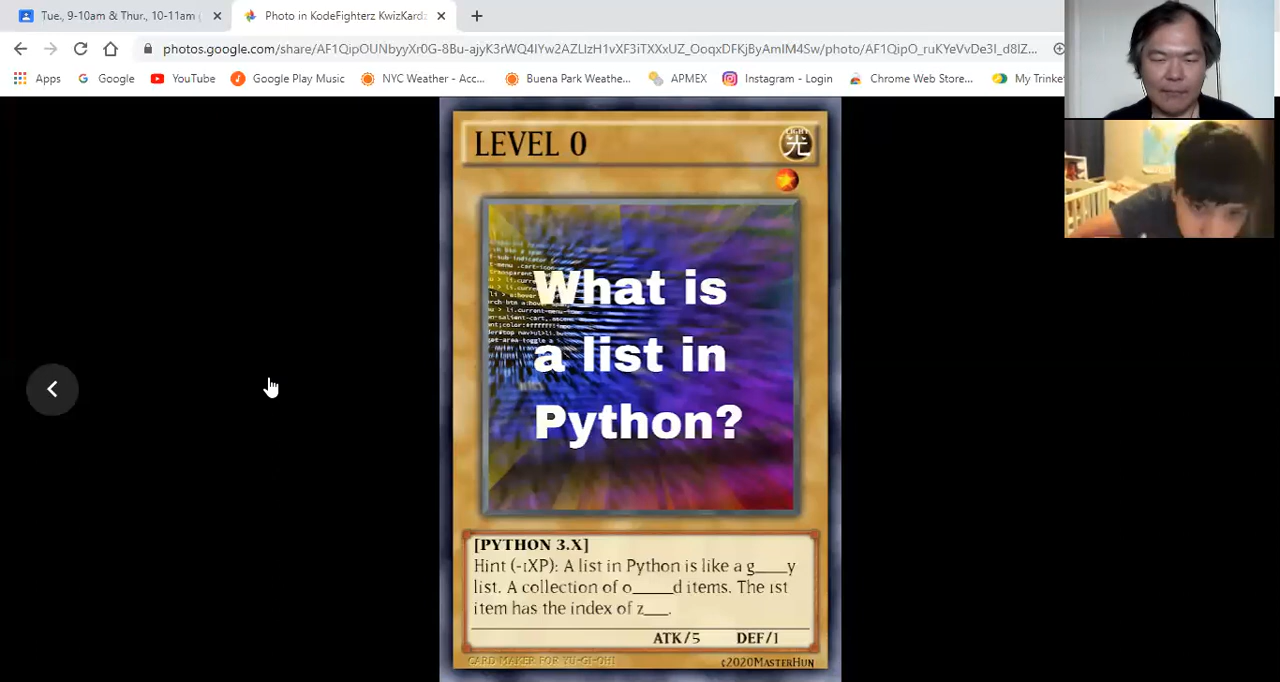 Tue., 9-10am & Thur., 10-11am (
Photo in KodeFighterz KwizKardz
photos.google.com/share/AF1QipOUNbyyXr0G-8Bu-ajyK3rWQ4IYw2AZLIzH1vXF3iTXXxUZ_OoqxDFKjByAmIM4Sw/photo/AF1QipO_ruKYeVvDe3I_d8IZ...
Apps Google YouTube Google Play Music NYC Weather - Acc... Buena Park Weathe... APMEX Instagram - Login Chrome Web Store... My Trinke
LEVEL 0
LIGHT
光
What is
a list in
Python?
[PYTHON 3.X]
Hint (-1XP): A list in Python is like a g____y
list. A collection of o_____d items. The 1st
item has the index of z___.
ATK/5 DEF/1
CARD MAKER FOR YU-GI-OH! ©2020MASTERHUN